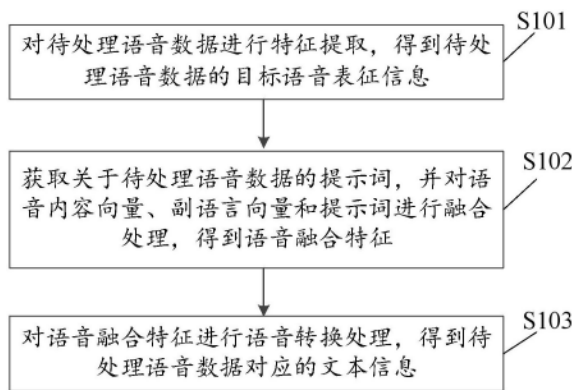 S101
对待处理语音数据进行特征提取，得到待处
理语音数据的目标语音表征信息
S102
获取关于待处理语音数据的提示词，并对语
音内容向量、副语言向量和提示词进行融合
处理，得到语音融合特征
S103
对语音融合特征进行语音转换处理，得到待
处理语音数据对应的文本信息